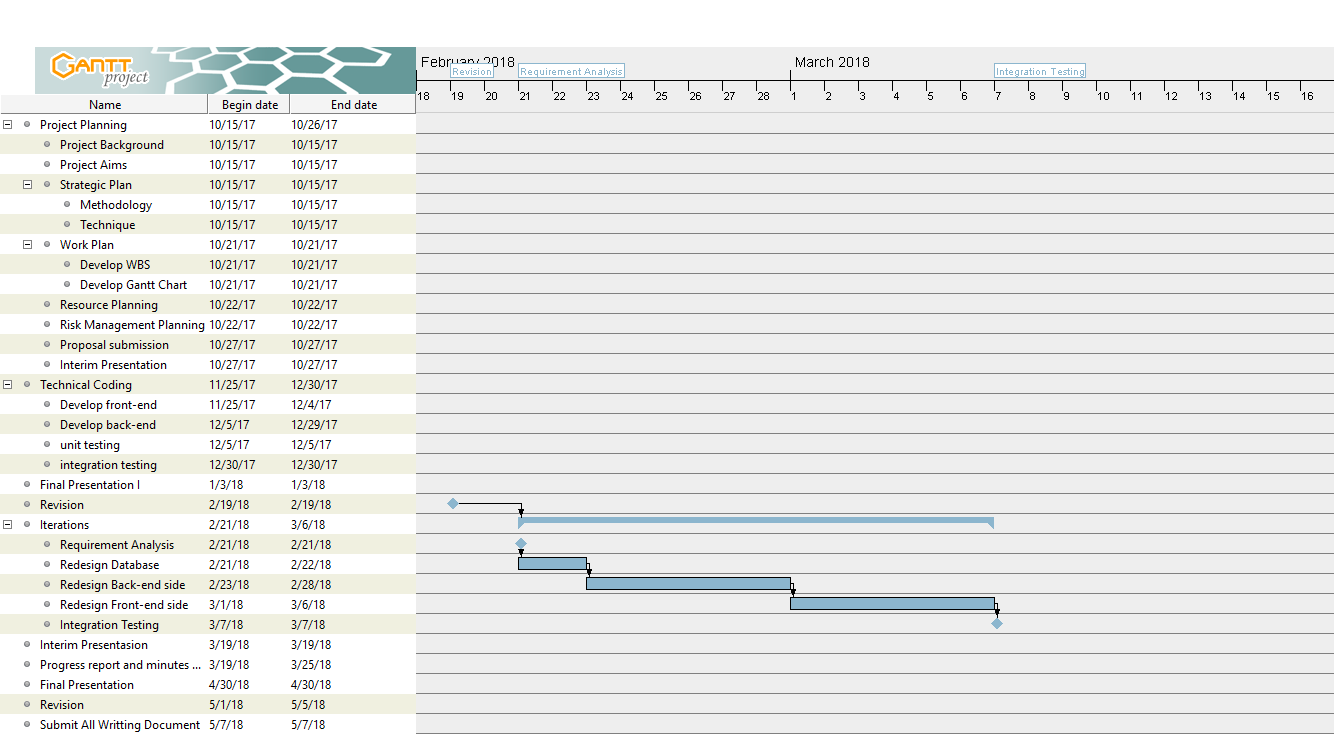 GANTT
project
February 2018 March 2018
Revision Requirement Analysis Integration Testing
18 19 20 21 22 23 24 25 26 27 28 1 2 3 4 5 6 7 8 9 10 11 12 13 14 15 16
Name Begin date End date
Project Planning 10/15/17 10/26/17
Project Background 10/15/17 10/15/17
Project Aims 10/15/17 10/15/17
Strategic Plan 10/15/17 10/15/17
Methodology 10/15/17 10/15/17
Technique 10/15/17 10/15/17
Work Plan 10/21/17 10/21/17
Develop WBS 10/21/17 10/21/17
Develop Gantt Chart 10/21/17 10/21/17
Resource Planning 10/22/17 10/22/17
Risk Management Planning 10/22/17 10/22/17
Proposal submission 10/27/17 10/27/17
Interim Presentation 10/27/17 10/27/17
Technical Coding 11/25/17 12/30/17
Develop front-end 11/25/17 12/4/17
Develop back-end 12/5/17 12/29/17
unit testing 12/5/17 12/5/17
integration testing 12/30/17 12/30/17
Final Presentation I 1/3/18 1/3/18
Revision 2/19/18 2/19/18
Iterations 2/21/18 3/6/18
Requirement Analysis 2/21/18 2/21/18
Redesign Database 2/21/18 2/22/18
Redesign Back-end side 2/23/18 2/28/18
Redesign Front-end side 3/1/18 3/6/18
Integration Testing 3/7/18 3/7/18
Interim Presentasion 3/19/18 3/19/18
Progress report and minutes ... 3/19/18 3/25/18
Final Presentation 4/30/18 4/30/18
Revision 5/1/18 5/5/18
Submit All Writting Document 5/7/18 5/7/18